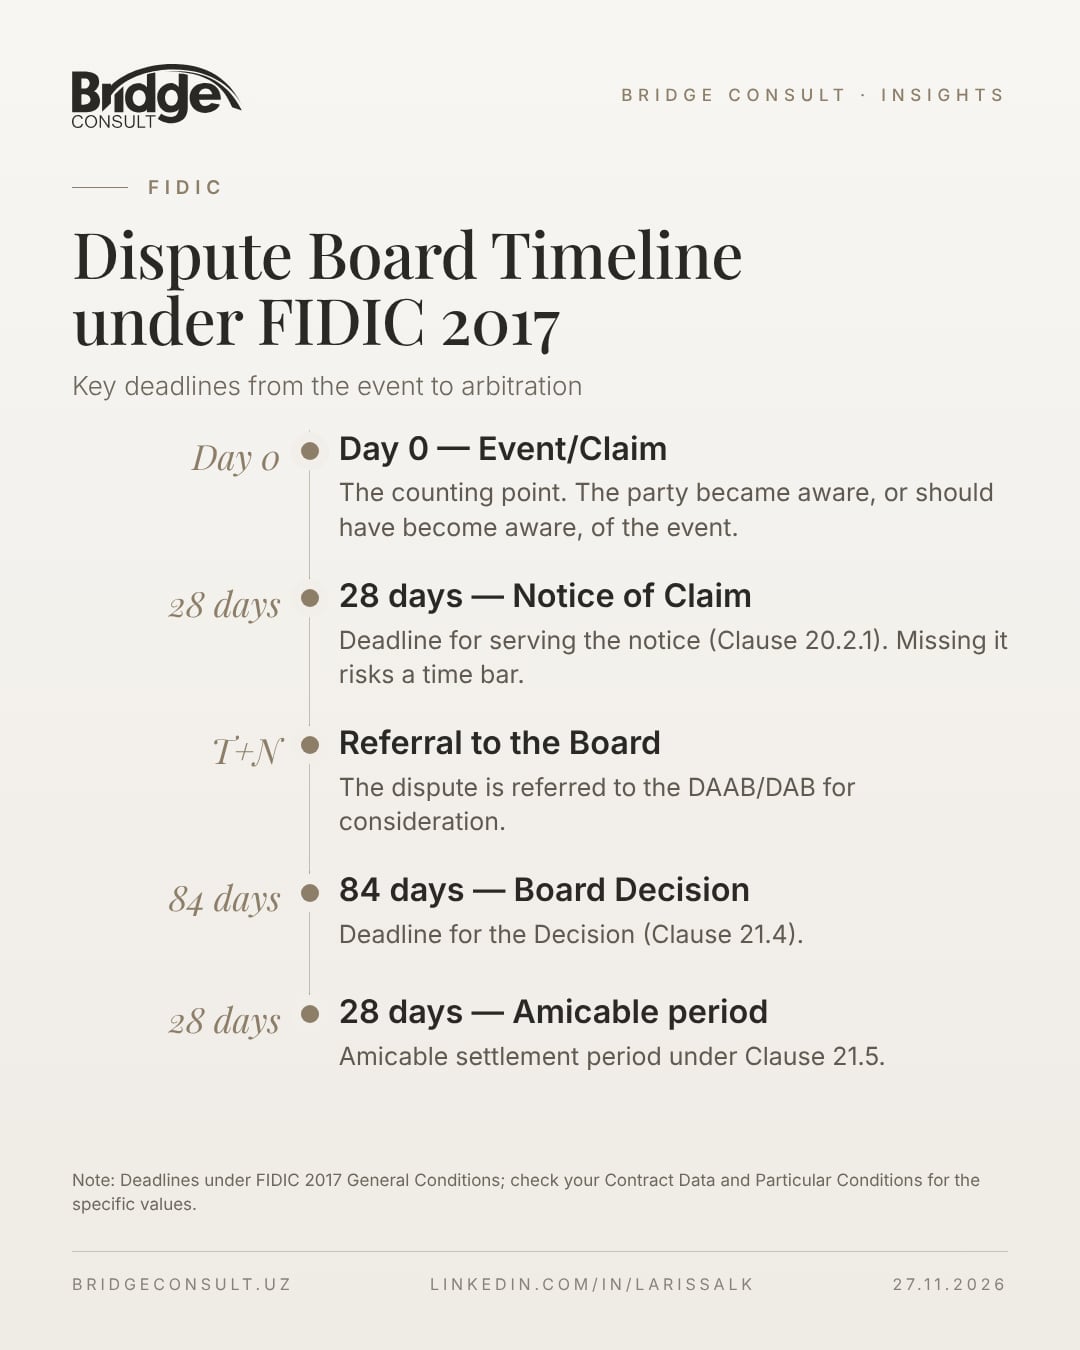 Bridge
CONSULT
BRIDGE CONSULT · INSIGHTS
FIDIC
Dispute Board Timeline
under FIDIC 2017
Key deadlines from the event to arbitration
Day 0
Day 0 — Event/Claim
The counting point. The party became aware, or should
have become aware, of the event.
28 days
28 days — Notice of Claim
Deadline for serving the notice (Clause 20.2.1). Missing it
risks a time bar.
T+N
Referral to the Board
The dispute is referred to the DAAB/DAB for
consideration.
84 days
84 days — Board Decision
Deadline for the Decision (Clause 21.4).
28 days
28 days — Amicable period
Amicable settlement period under Clause 21.5.
Note: Deadlines under FIDIC 2017 General Conditions; check your Contract Data and Particular Conditions for the
specific values.
BRIDGECONSULT.UZ
LINKEDIN.COM/IN/LARISSALK
27.11.2026